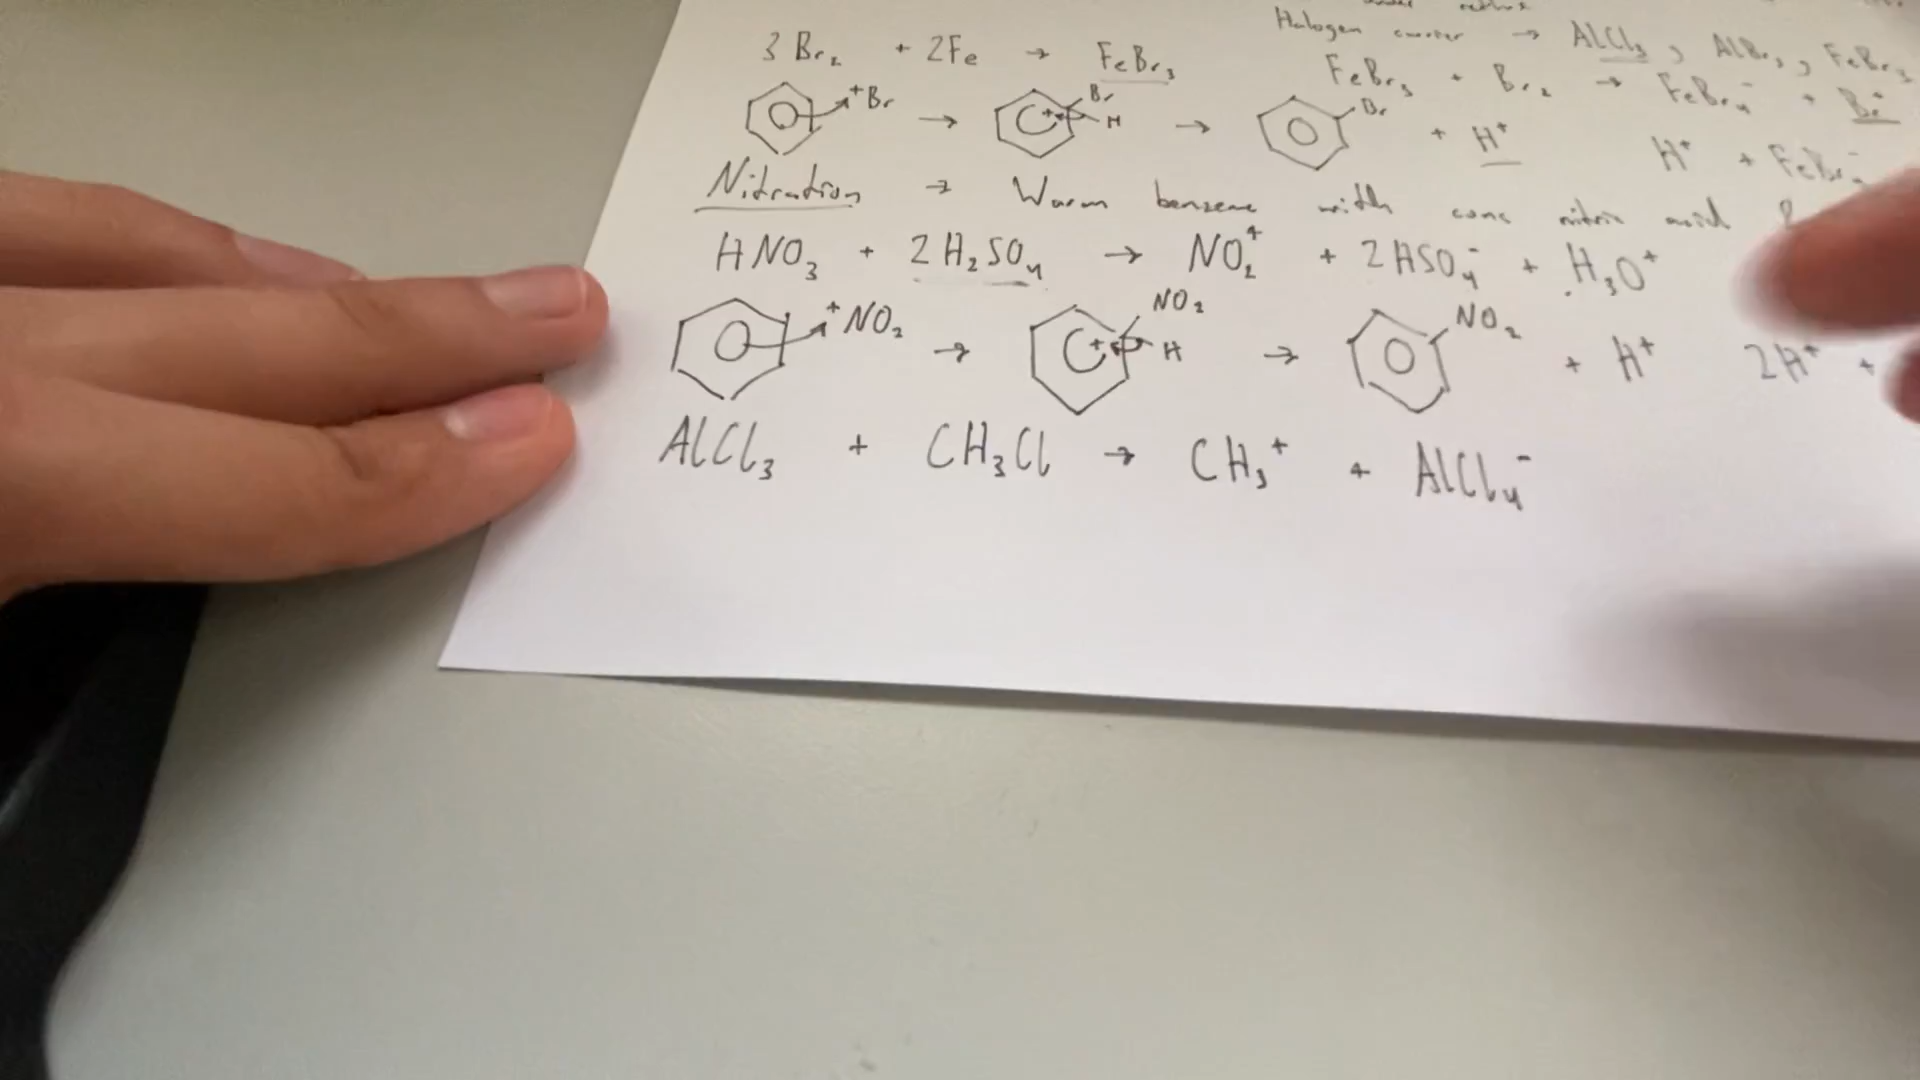 Halogen carrier → AlCl₃, AlBr₃, FeBr₃
3 Br₂ + 2Fe → FeBr₃
FeBr₃ + Br₂ → FeBr₄⁻ + Br⁺
⁺Br → Br H → Br + H⁺
H⁺ + FeBr₄⁻
Nitration → Warm benzene with conc nitric acid &
HNO₃ + 2H₂SO₄ → NO₂⁺ + 2HSO₄⁻ + H₃O⁺
⁺NO₂ → + NO₂ H → NO₂ + H⁺ 2H⁺ +
AlCl₃ + CH₃Cl → CH₃⁺ + AlCl₄⁻